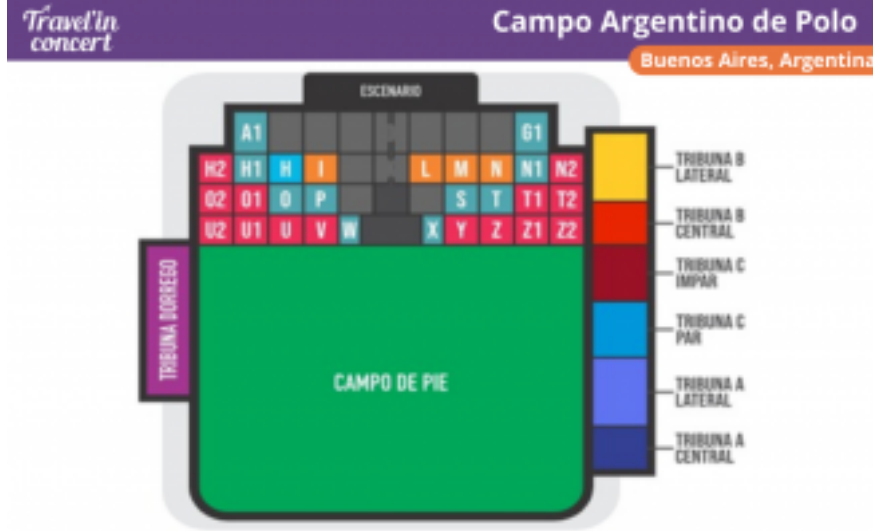 Travel'in
concert
Campo Argentino de Polo
Buenos Aires, Argentina
ESCENARIO
A1 G1
H2 H1 H I L M N N1 N2
O2 O1 O P S T T1 T2
U2 U1 U V W X Y Z Z1 Z2
TRIBUNA DORREGO
CAMPO DE PIE
TRIBUNA B
LATERAL
TRIBUNA B
CENTRAL
TRIBUNA C
IMPAR
TRIBUNA C
PAR
TRIBUNA A
LATERAL
TRIBUNA A
CENTRAL